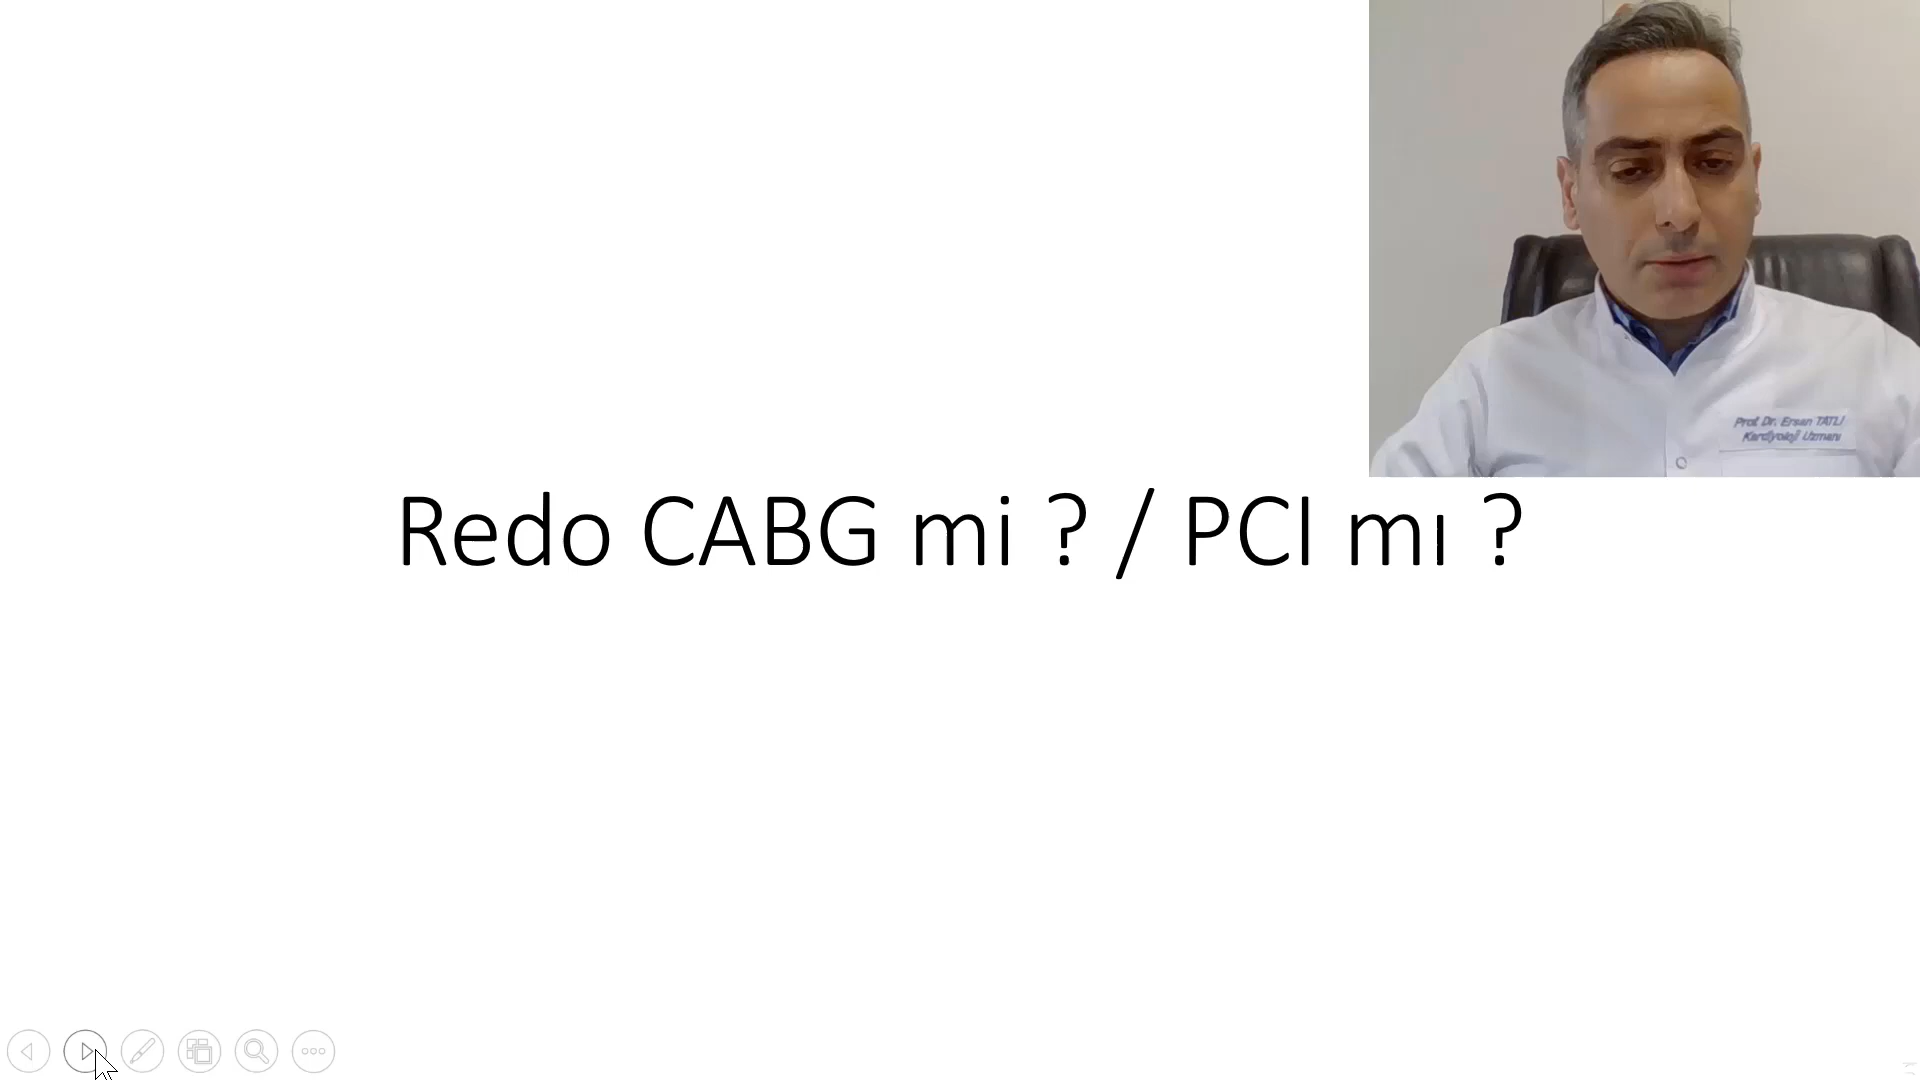 Prof. Dr. Ersan TATLI
Kardiyoloji Uzmanı
Redo CABG mi ? / PCI mı ?